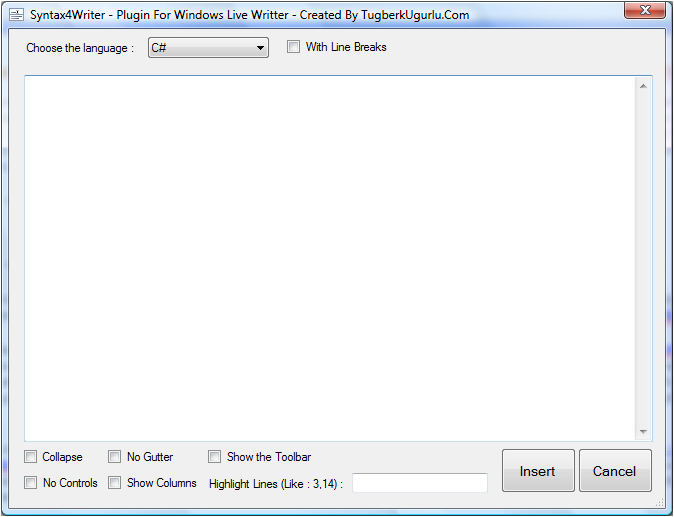 Syntax4Writer - Plugin For Windows Live Writter - Created By TugberkUgurlu.Com
Choose the language : C# With Line Breaks
Collapse No Gutter Show the Toolbar
No Controls Show Columns Highlight Lines (Like : 3,14) :
Insert Cancel